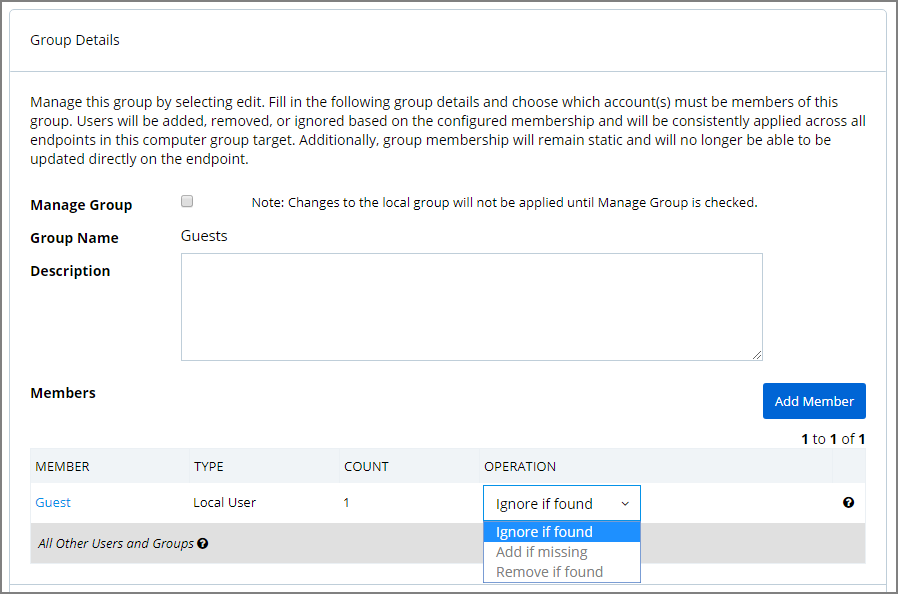 Group Details
Manage this group by selecting edit. Fill in the following group details and choose which account(s) must be members of this
group. Users will be added, removed, or ignored based on the configured membership and will be consistently applied across all
endpoints in this computer group target. Additionally, group membership will remain static and will no longer be able to be
updated directly on the endpoint.
Manage Group Note: Changes to the local group will not be applied until Manage Group is checked.
Group Name Guests
Description
Members Add Member
1 to 1 of 1
MEMBER TYPE COUNT OPERATION
Guest Local User 1 Ignore if found
Ignore if found
All Other Users and Groups
Add if missing
Remove if found